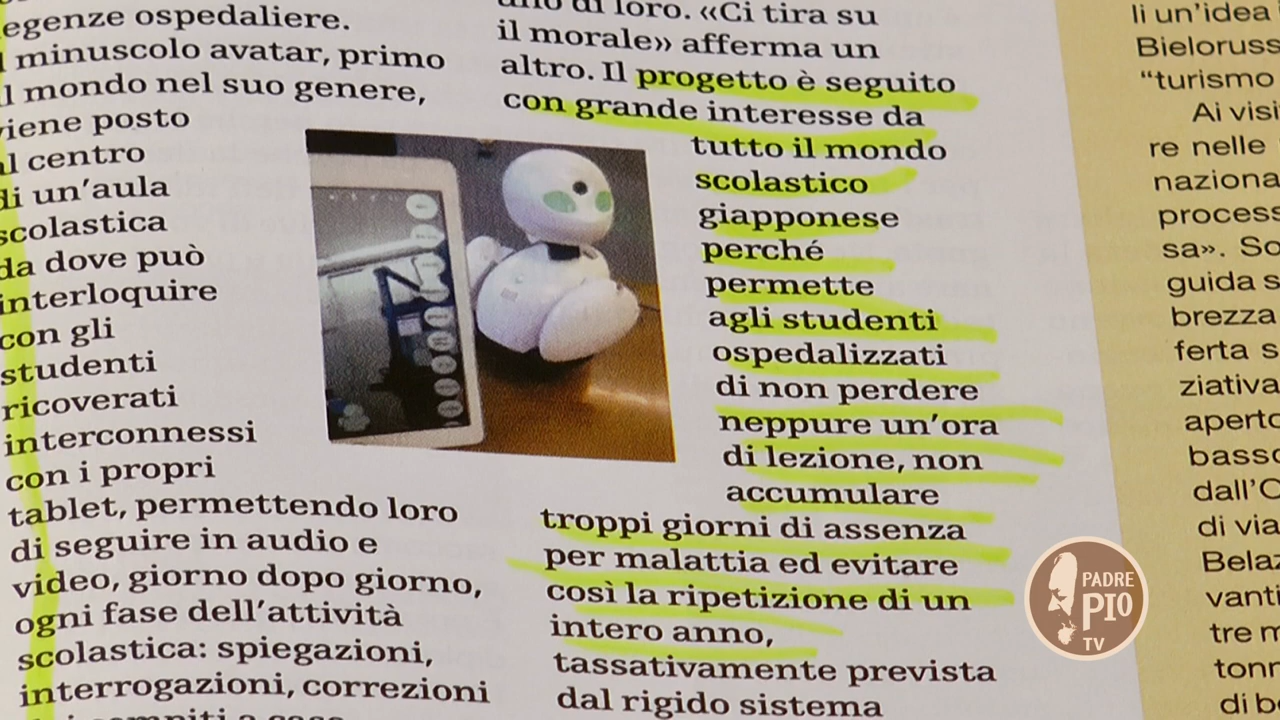 egenze ospedaliere.
minuscolo avatar, primo
l mondo nel suo genere,
viene posto
al centro
di un'aula
scolastica
da dove può
interloquire
con gli
studenti
ricoverati
interconnessi
con i propri
tablet, permettendo loro
di seguire in audio e
video, giorno dopo giorno,
ogni fase dell'attività
scolastica: spiegazioni,
interrogazioni, correzioni
compiti a casa
uno di loro. «Ci tira su
il morale» afferma un
altro. Il progetto è seguito
con grande interesse da
tutto il mondo
scolastico
giapponese
perché
permette
agli studenti
ospedalizzati
di non perdere
neppure un'ora
di lezione, non
accumulare
troppi giorni di assenza
per malattia ed evitare
così la ripetizione di un
intero anno,
tassativamente prevista
dal rigido sistema
li un'idea
Bieloruss
"turismo
Ai visi
re nelle
naziona
process
sa». So
guida s
brezza
ferta s
ziativa
aperto
basso
dall'O
di via
Belaz
vanti
tre m
tonn
di b
PADRE
PIO
TV